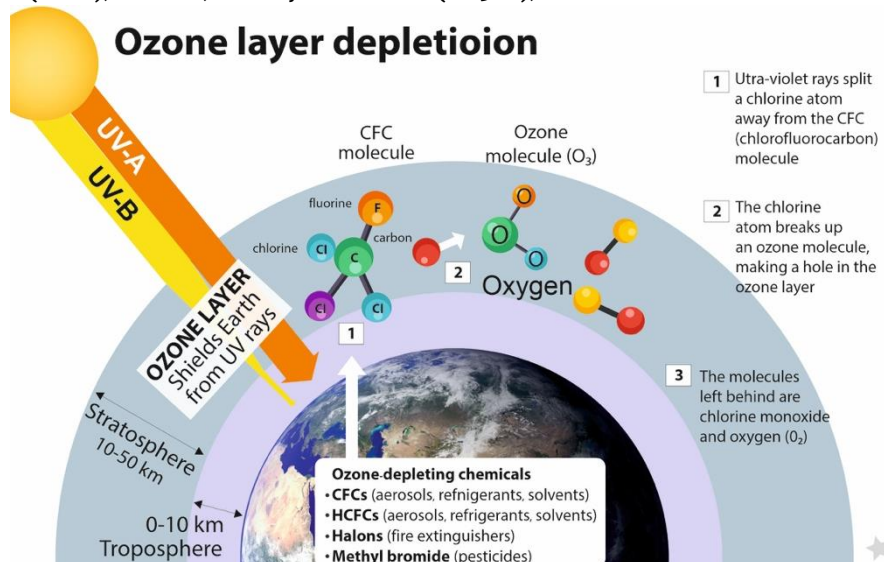 Ozone layer depletioion
UV-A
UV-B
OZONE LAYER
Shields Earth
from UV rays
CFC
molecule
fluorine
F
chlorine
Cl
carbon
C
Cl
Cl
1
2
Ozone
molecule (O₃)
O
O
O
Oxygen
1 Utra-violet rays split
a chlorine atom
away from the CFC
(chlorofluorocarbon)
molecule
2 The chlorine
atom breaks up
an ozone molecule,
making a hole in the
ozone layer
3 The molecules
left behind are
chlorine monoxide
and oxygen (0₂)
Stratosphere
10-50 km
0-10 km
Troposphere
Ozone-depleting chemicals
• CFCs (aerosols, refnigerants, solvents)
• HCFCs (aerosols, refrigerants, solvents)
• Halons (fire extinguishers)
• Methyl bromide (pesticides)